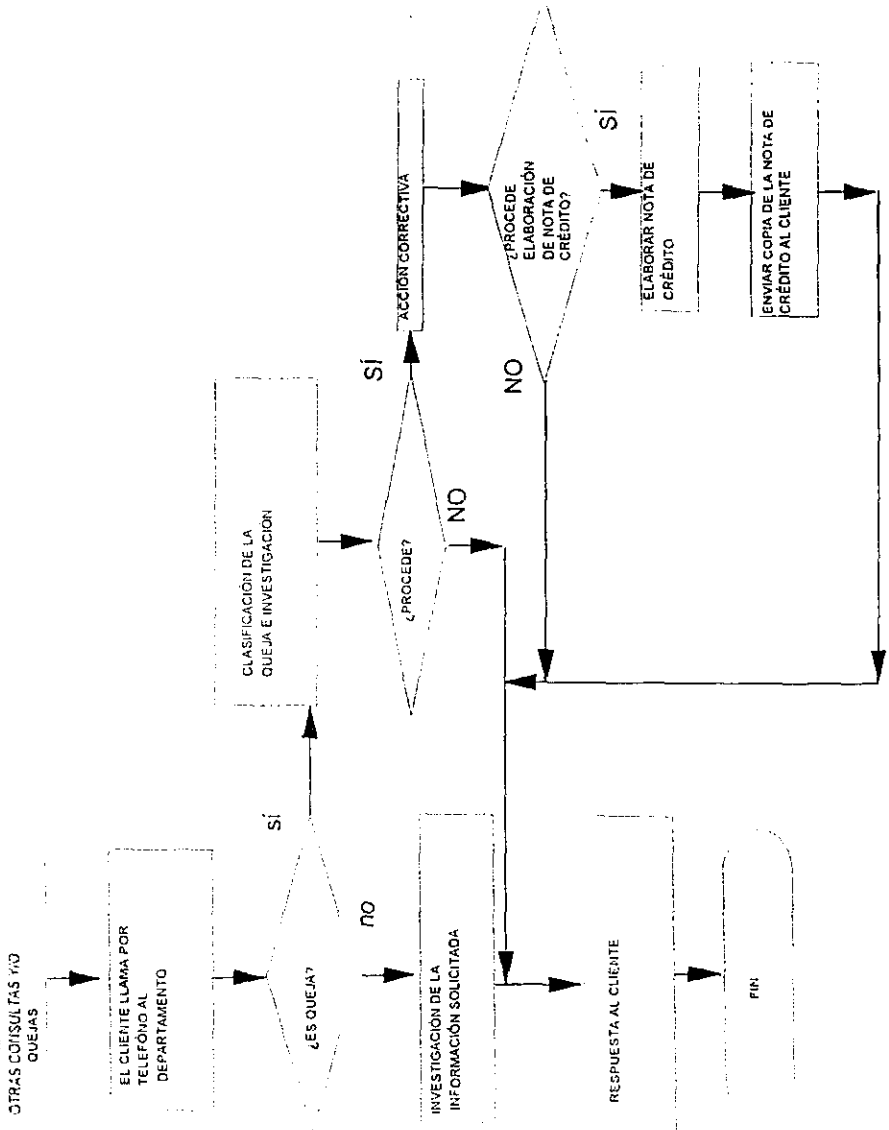 OTRAS CONSULTAS Y/O
QUEJAS
EL CLIENTE LLAMA POR
TELEFÓNO AL
DEPARTAMENTO
¿ES QUEJA?
sí
no
INVESTIGACIÓN DE LA
INFORMACIÓN SOLICITADA
RESPUESTA AL CLIENTE
FIN
CLASIFICACIÓN DE LA
QUEJA E INVESTIGACIÓN
¿PROCEDE?
SÍ
NO
ACCIÓN CORRECTIVA
¿PROCEDE
ELABORACIÓN
DE NOTA DE
CRÉDITO?
NO
SÍ
ELABORAR NOTA DE
CRÉDITO
ENVIAR COPIA DE LA NOTA DE
CRÉDITO AL CLIENTE